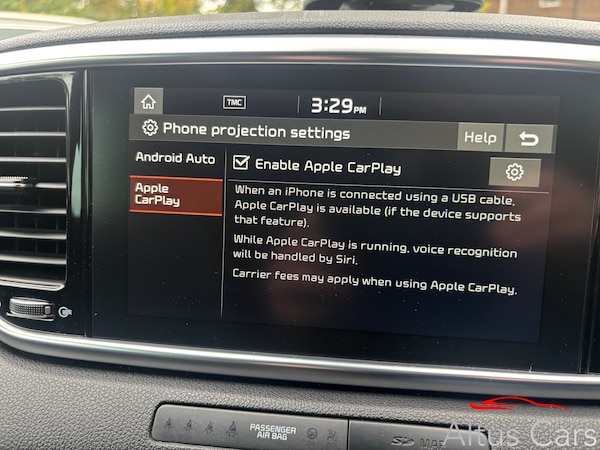 TMC
3:29PM
Phone projection settings
Help
Android Auto
Enable Apple CarPlay
Apple
CarPlay
When an iPhone is connected using a USB cable,
Apple CarPlay is available (if the device supports
that feature).
While Apple CarPlay is running, voice recognition
will be handled by Siri.
Carrier fees may apply when using Apple CarPlay.
PASSENGER
AIR BAG
SD MA
Altus Cars